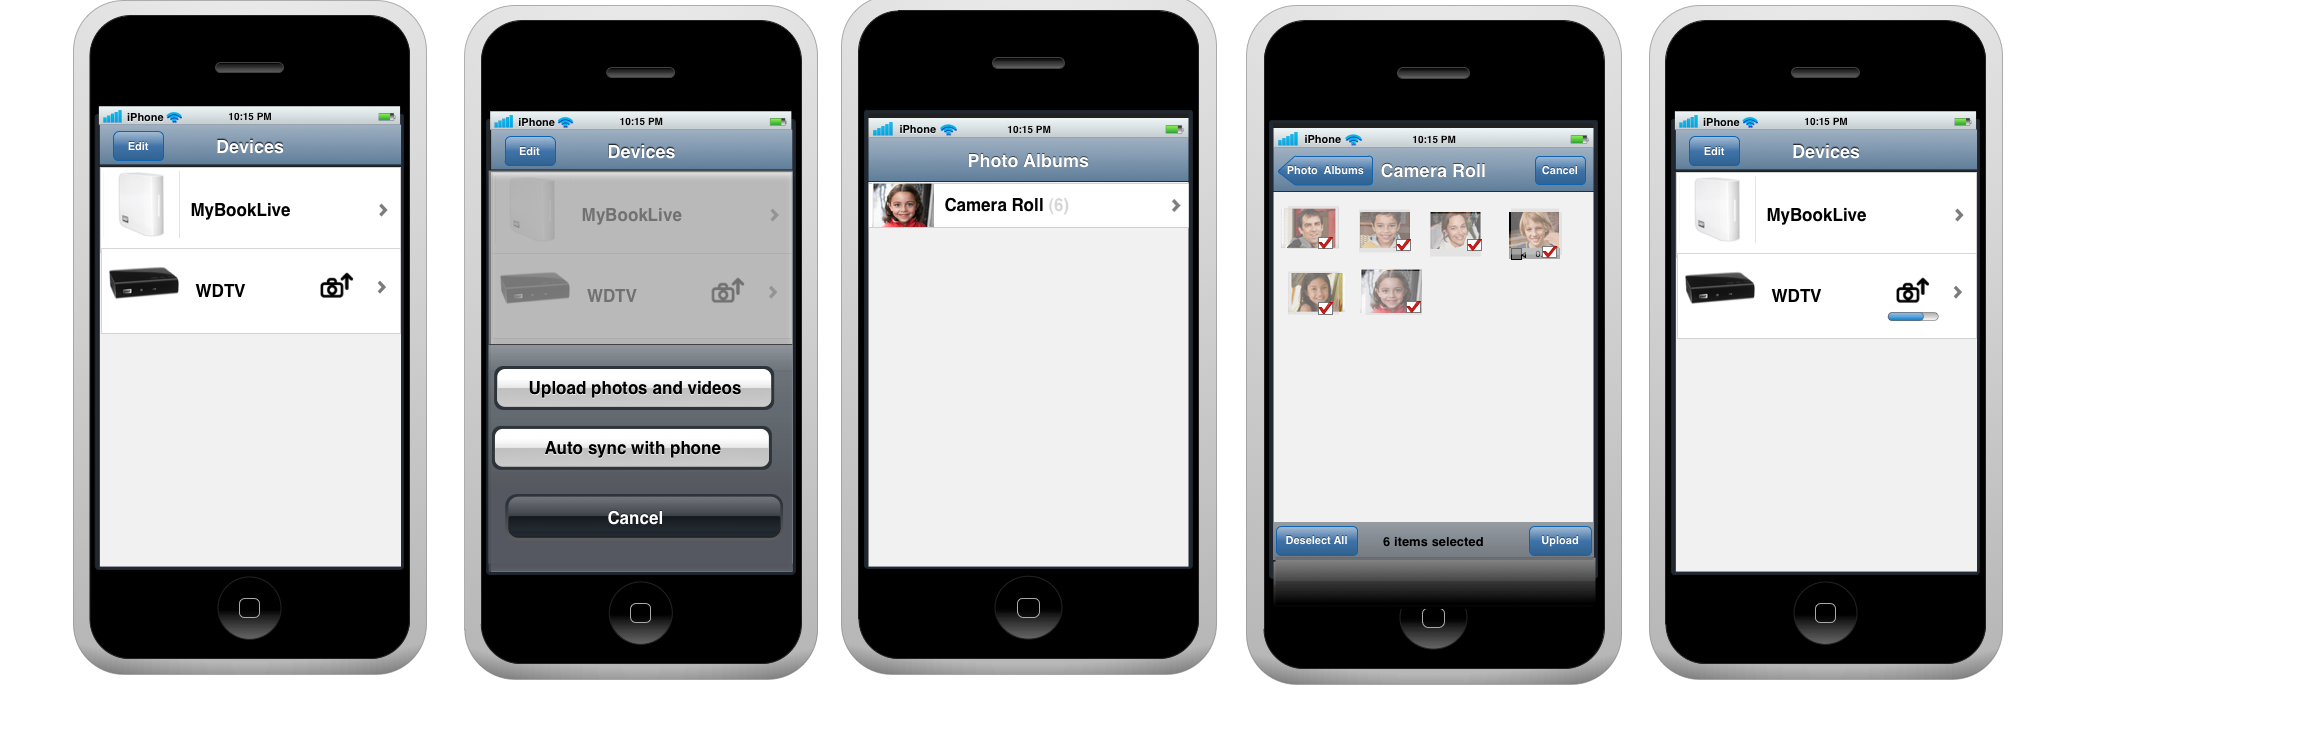 iPhone 10:15 PM
Edit Devices
MyBookLive
WDTV
iPhone 10:15 PM
Edit Devices
MyBookLive
WDTV
Upload photos and videos
Auto sync with phone
Cancel
iPhone 10:15 PM
Photo Albums
Camera Roll (6)
iPhone 10:15 PM
Photo Albums Camera Roll Cancel
Deselect All 6 items selected Upload
iPhone 10:15 PM
Edit Devices
MyBookLive
WDTV